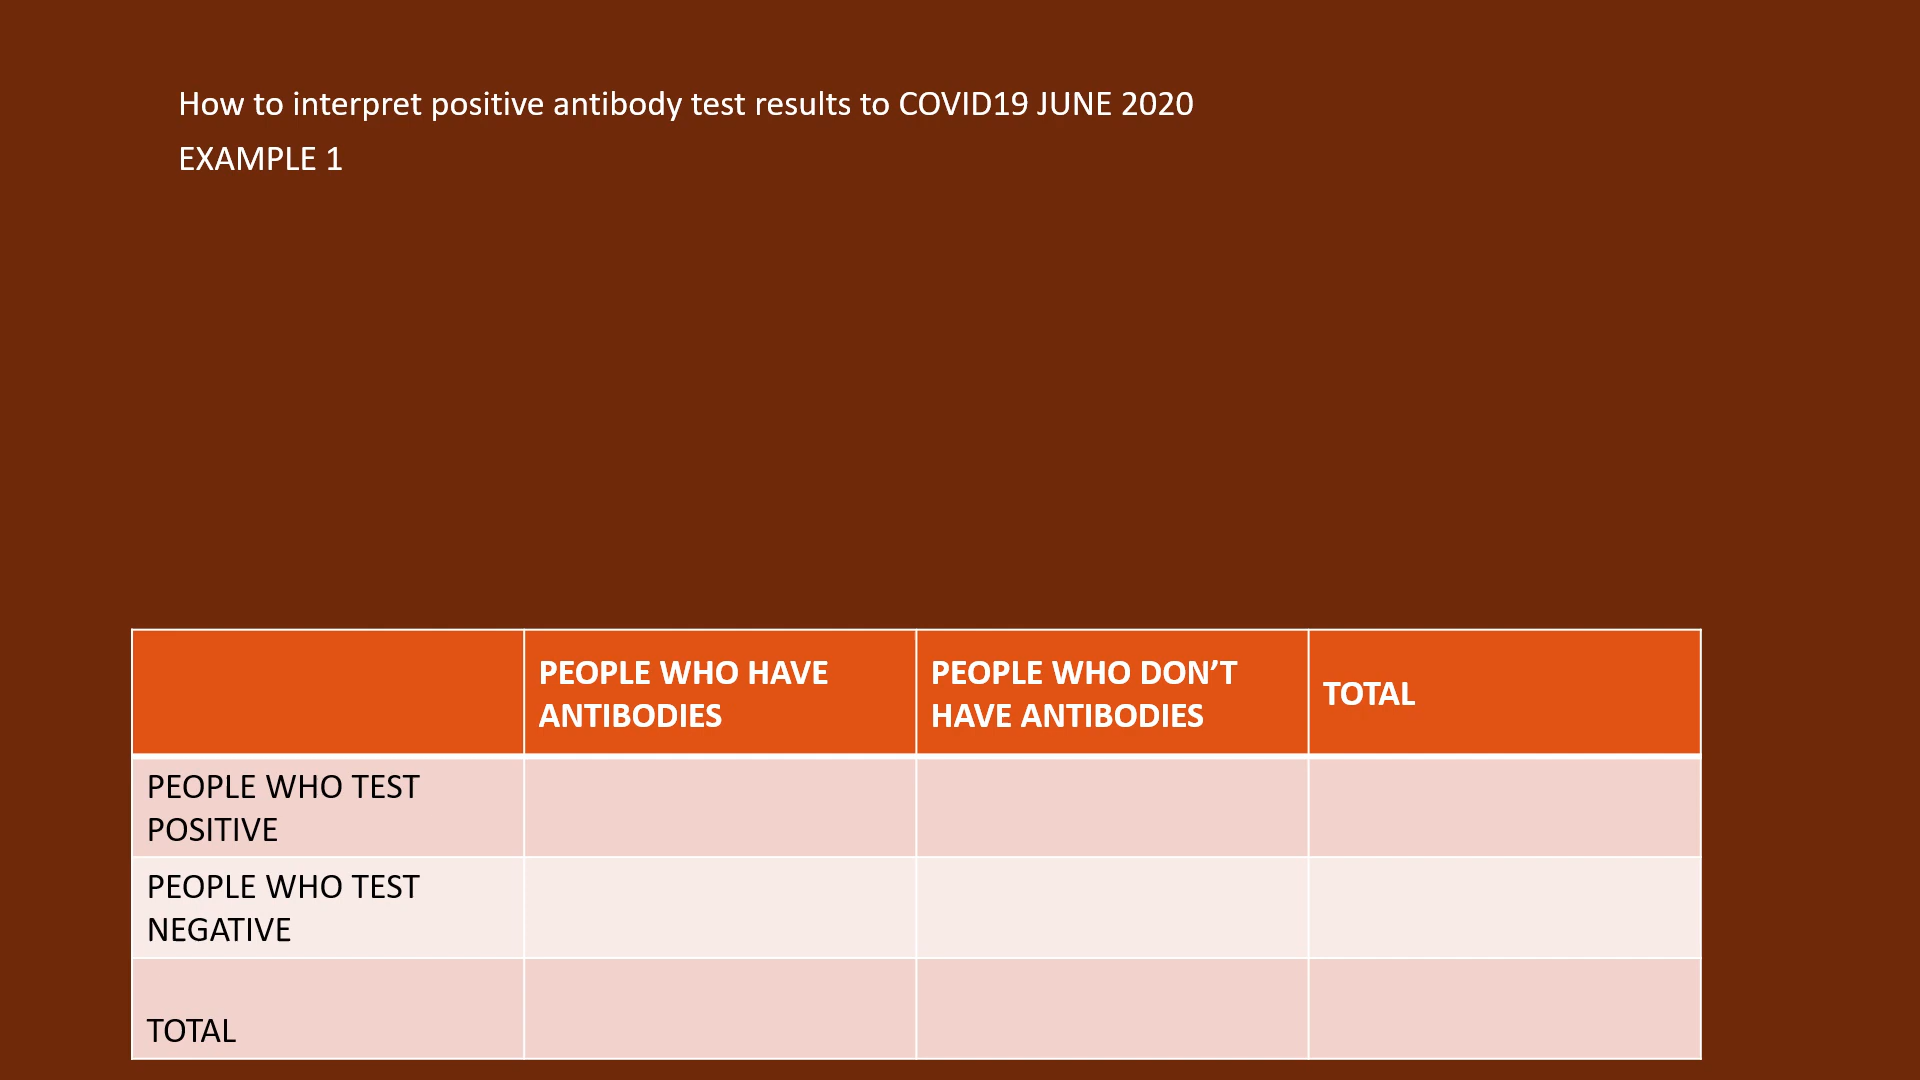 How to interpret positive antibody test results to COVID19 JUNE 2020
EXAMPLE 1
PEOPLE WHO HAVE
ANTIBODIES
PEOPLE WHO DON’T
HAVE ANTIBODIES
TOTAL
PEOPLE WHO TEST
POSITIVE
PEOPLE WHO TEST
NEGATIVE
TOTAL